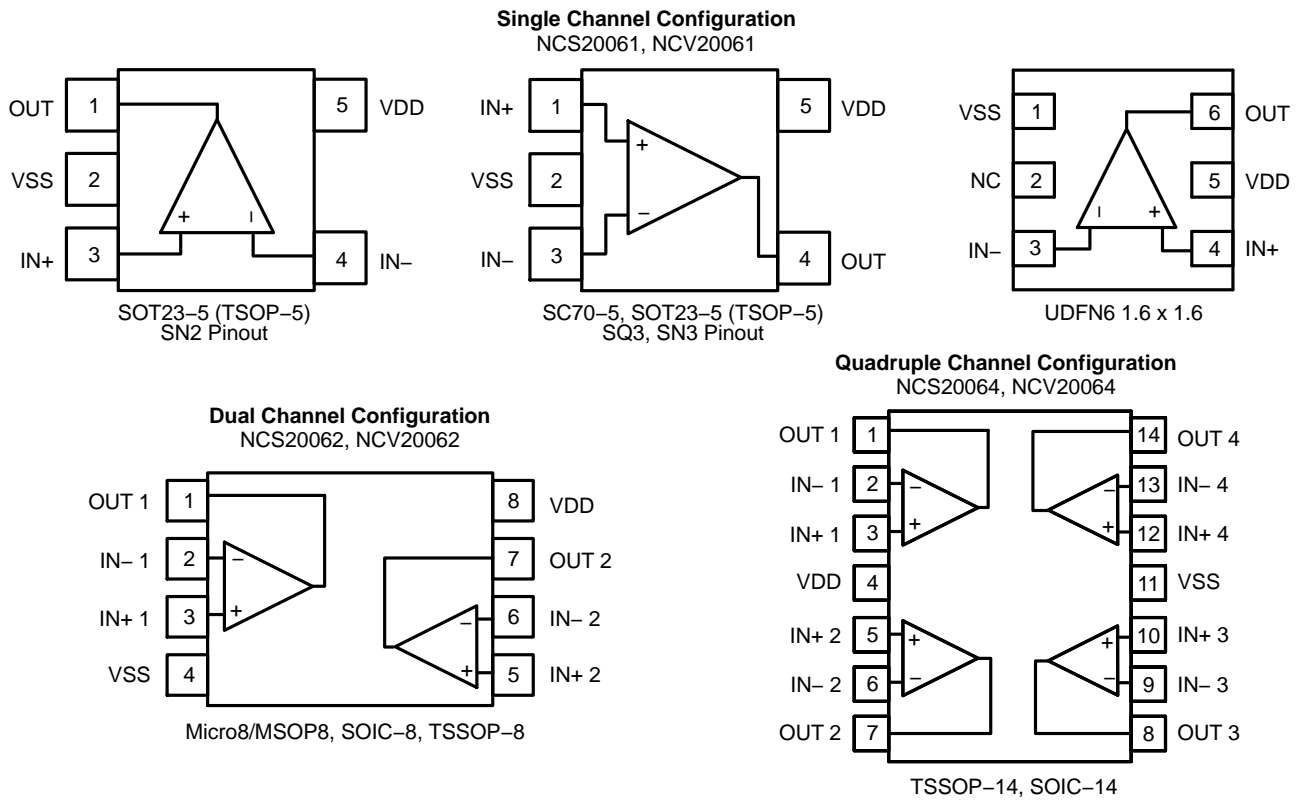 Single Channel Configuration
NCS20061, NCV20061
OUT 1 5 VDD
VSS 2
+ −
IN+ 3 4 IN−
SOT23−5 (TSOP−5)
SN2 Pinout
IN+ 1 5 VDD
+
VSS 2
−
IN− 3 4 OUT
SC70−5, SOT23−5 (TSOP−5)
SQ3, SN3 Pinout
VSS 1 6 OUT
NC 2 5 VDD
− +
IN− 3 4 IN+
UDFN6 1.6 x 1.6
Dual Channel Configuration
NCS20062, NCV20062
OUT 1 1 8 VDD
IN− 1 2 − 7 OUT 2
IN+ 1 3 + − 6 IN− 2
VSS 4 + 5 IN+ 2
Micro8/MSOP8, SOIC−8, TSSOP−8
Quadruple Channel Configuration
NCS20064, NCV20064
OUT 1 1 14 OUT 4
IN− 1 2 − − 13 IN− 4
IN+ 1 3 + + 12 IN+ 4
VDD 4 11 VSS
IN+ 2 5 + + 10 IN+ 3
IN− 2 6 − − 9 IN− 3
OUT 2 7 8 OUT 3
TSSOP−14, SOIC−14